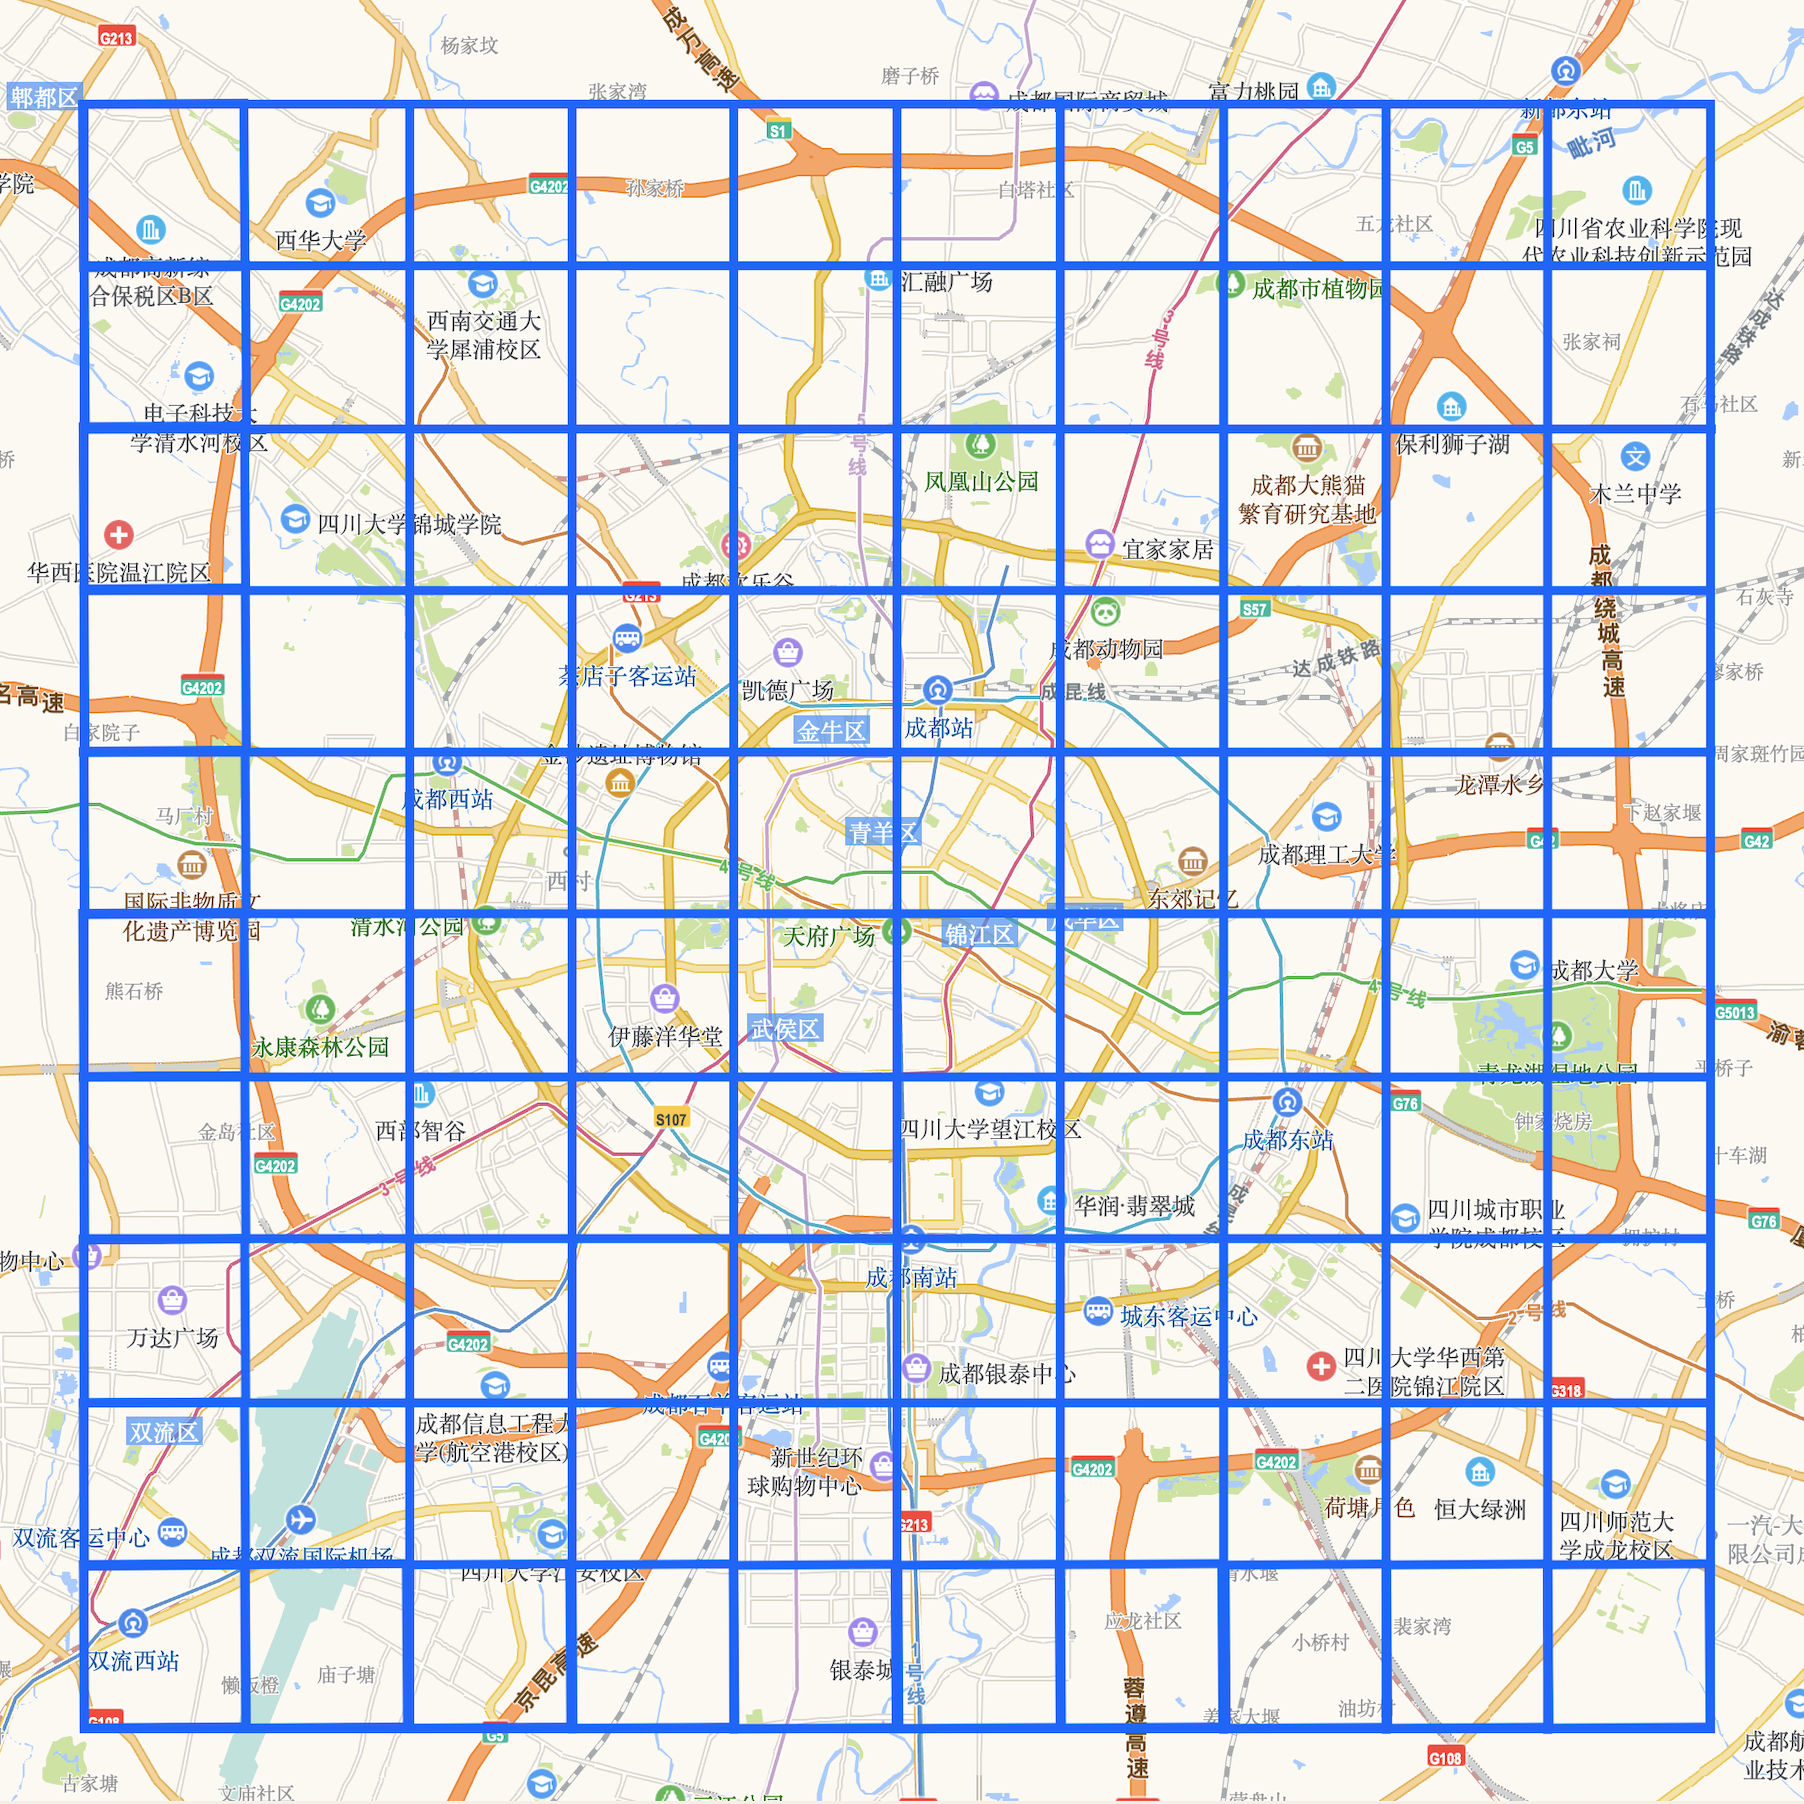 G213
杨家坟
成万高速
磨子桥
郫都区
张家湾
成都国际商贸城
富力桃园
新都东站
S1
G5
毗河
学院
G4202
孙家桥
白塔社区
西华大学
五龙社区
四川省农业科学院现
代农业科技创新示范园
成都高新综
合保税区B区
G4202
汇融广场
成都市植物园
达成铁路
西南交通大
学犀浦校区
3号线
张家祠
电子科技大
学清水河校区
5号线
石马社区
保利狮子湖
桥
凤凰山公园
成都大熊猫
繁育研究基地
木兰中学
四川大学锦城学院
宜家家居
华西医院温江院区
成都欢乐谷
G213
成都绕城高速
石灰寺
S57
成都动物园
茶店子客运站
凯德广场
达成铁路
廖家桥
G4202
名高速
成昆线
白家院子
金牛区
成都站
金沙遗址博物馆
周家斑竹园
成都西站
龙潭水乡
马厂村
青羊区
下赵家堰
G42
G42
成都理工大学
4号线
西村
国际非物质文
化遗产博览园
东郊记忆
清水河公园
天府广场
锦江区
成华区
成都大学
熊石桥
4号线
G5013
渝蓉
永康森林公园
伊藤洋华堂
武侯区
平桥子
青龙湖湿地公园
G76
S107
钟家烧房
金岛社区
西部智谷
四川大学望江校区
成都东站
G4202
3号线
十车湖
华润·翡翠城
四川城市职业
学院成都校区
G76
拥护村
物中心
成都南站
万达广场
城东客运中心
2号线
G4202
成都银泰中心
四川大学华西第
二医院锦江院区
G318
成都石羊客运站
双流区
成都信息工程大
学(航空港校区)
G4202
新世纪环
球购物中心
G4202
G4202
荷塘月色
恒大绿洲
G213
双流客运中心
四川师范大
学成龙校区
一汽-大
限公司成
成都双流国际机场
四川大学江安校区
清水堰
应龙社区
裴家湾
小桥村
双流西站
懒板橙
庙子塘
银泰城
1号线
京昆高速
蓉遵高速
G108
姜家大堰
油坊村
G5
G108
古家塘
文庙社区
成都航
业技术